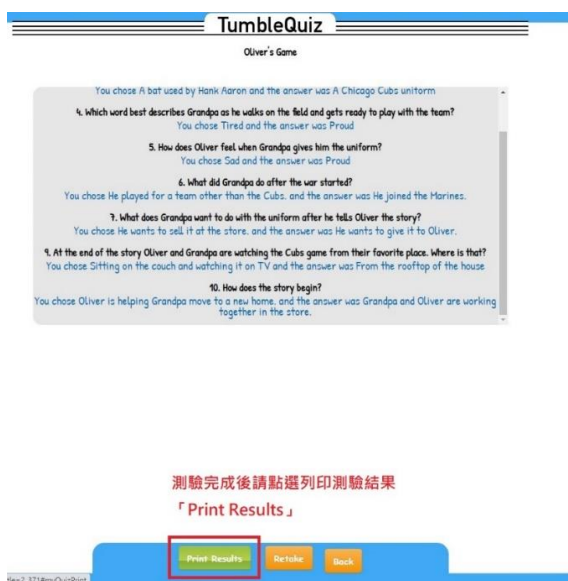 TumbleQuiz
Oliver's Game
You chose A bat used by Hank Aaron and the answer was A Chicago Cubs uniform
4. Which word best describes Grandpa as he walks on the field and gets ready to play with the team?
You chose Tired and the answer was Proud
5. How does Oliver feel when Grandpa gives him the uniform?
You chose Sad and the answer was Proud
6. What did Grandpa do after the war started?
You chose He played for a team other than the Cubs. and the answer was He joined the Marines.
7. What does Grandpa want to do with the uniform after he tells Oliver the story?
You chose He wants to sell it at the store. and the answer was He wants to give it to Oliver.
9. At the end of the story Oliver and Grandpa are watching the Cubs game from their favorite place. Where is that?
You chose Sitting on the couch and watching it on TV and the answer was From the rooftop of the house
10. How does the story begin?
You chose Oliver is helping Grandpa move to a new home. and the answer was Grandpa and Oliver are working
together in the store.
測驗完成後請點選列印測驗結果
「Print Results」
Print Results
Retake
Back